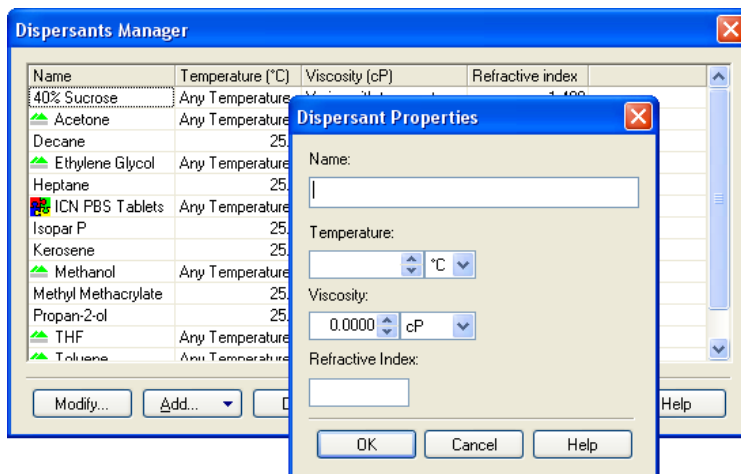 Dispersants Manager
Name Temperature (°C) Viscosity (cP) Refractive index
40% Sucrose Any Temperature
Acetone Any Temperature
Decane 25.
Ethylene Glycol Any Temperature
Heptane 25.
ICN PBS Tablets Any Temperature
Isopar P 25.
Kerosene 25.
Methanol Any Temperature
Methyl Methacrylate 25.
Propan-2-ol 25.
THF Any Temperature
Toluene Any Temperature
Modify... Add... Help
Dispersant Properties
Name:
Temperature:
°C
Viscosity:
0.0000 cP
Refractive Index:
OK Cancel Help